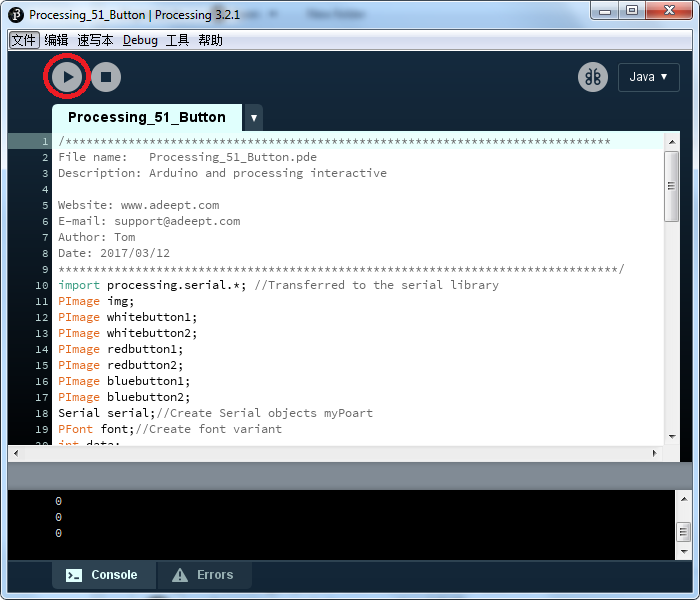 Processing_51_Button | Processing 3.2.1
文件 编辑 速写本 Debug 工具 帮助
Java ▼
Processing_51_Button ▼
1 /******************************************************************************
2 File name:   Processing_51_Button.pde
3 Description: Arduino and processing interactive
4
5 Website: www.adeept.com
6 E-mail: support@adeept.com
7 Author: Tom
8 Date: 2017/03/12
9 ********************************************************************************/
10 import processing.serial.*; //Transferred to the serial library
11 PImage img;
12 PImage whitebutton1;
13 PImage whitebutton2;
14 PImage redbutton1;
15 PImage redbutton2;
16 PImage bluebutton1;
17 PImage bluebutton2;
18 Serial serial;//Create Serial objects myPoart
19 PFont font;//Create font variant
20 int data;
0
0
0
Console Errors